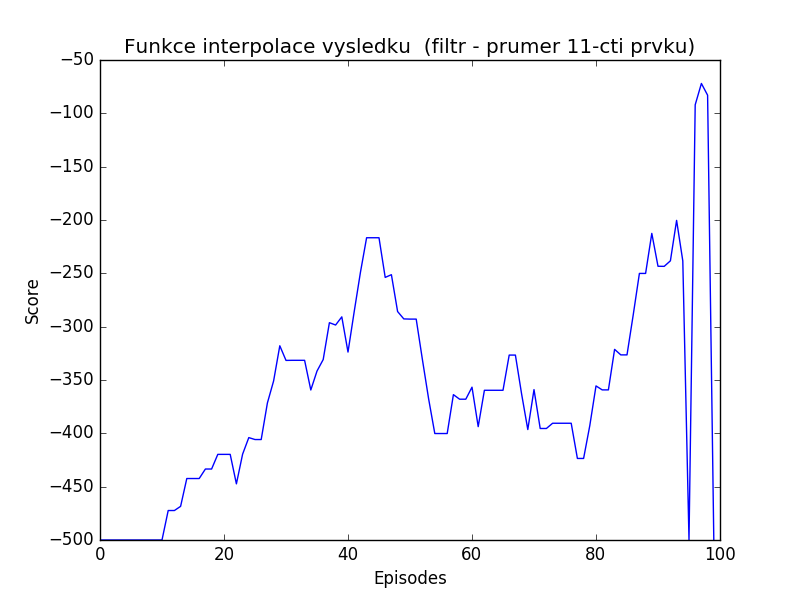 Funkce interpolace vysledku  (filtr - prumer 11-cti prvku)
−50
−100
−150
−200
−250
−300
−350
−400
−450
−500
Score
0 20 40 60 80 100
Episodes